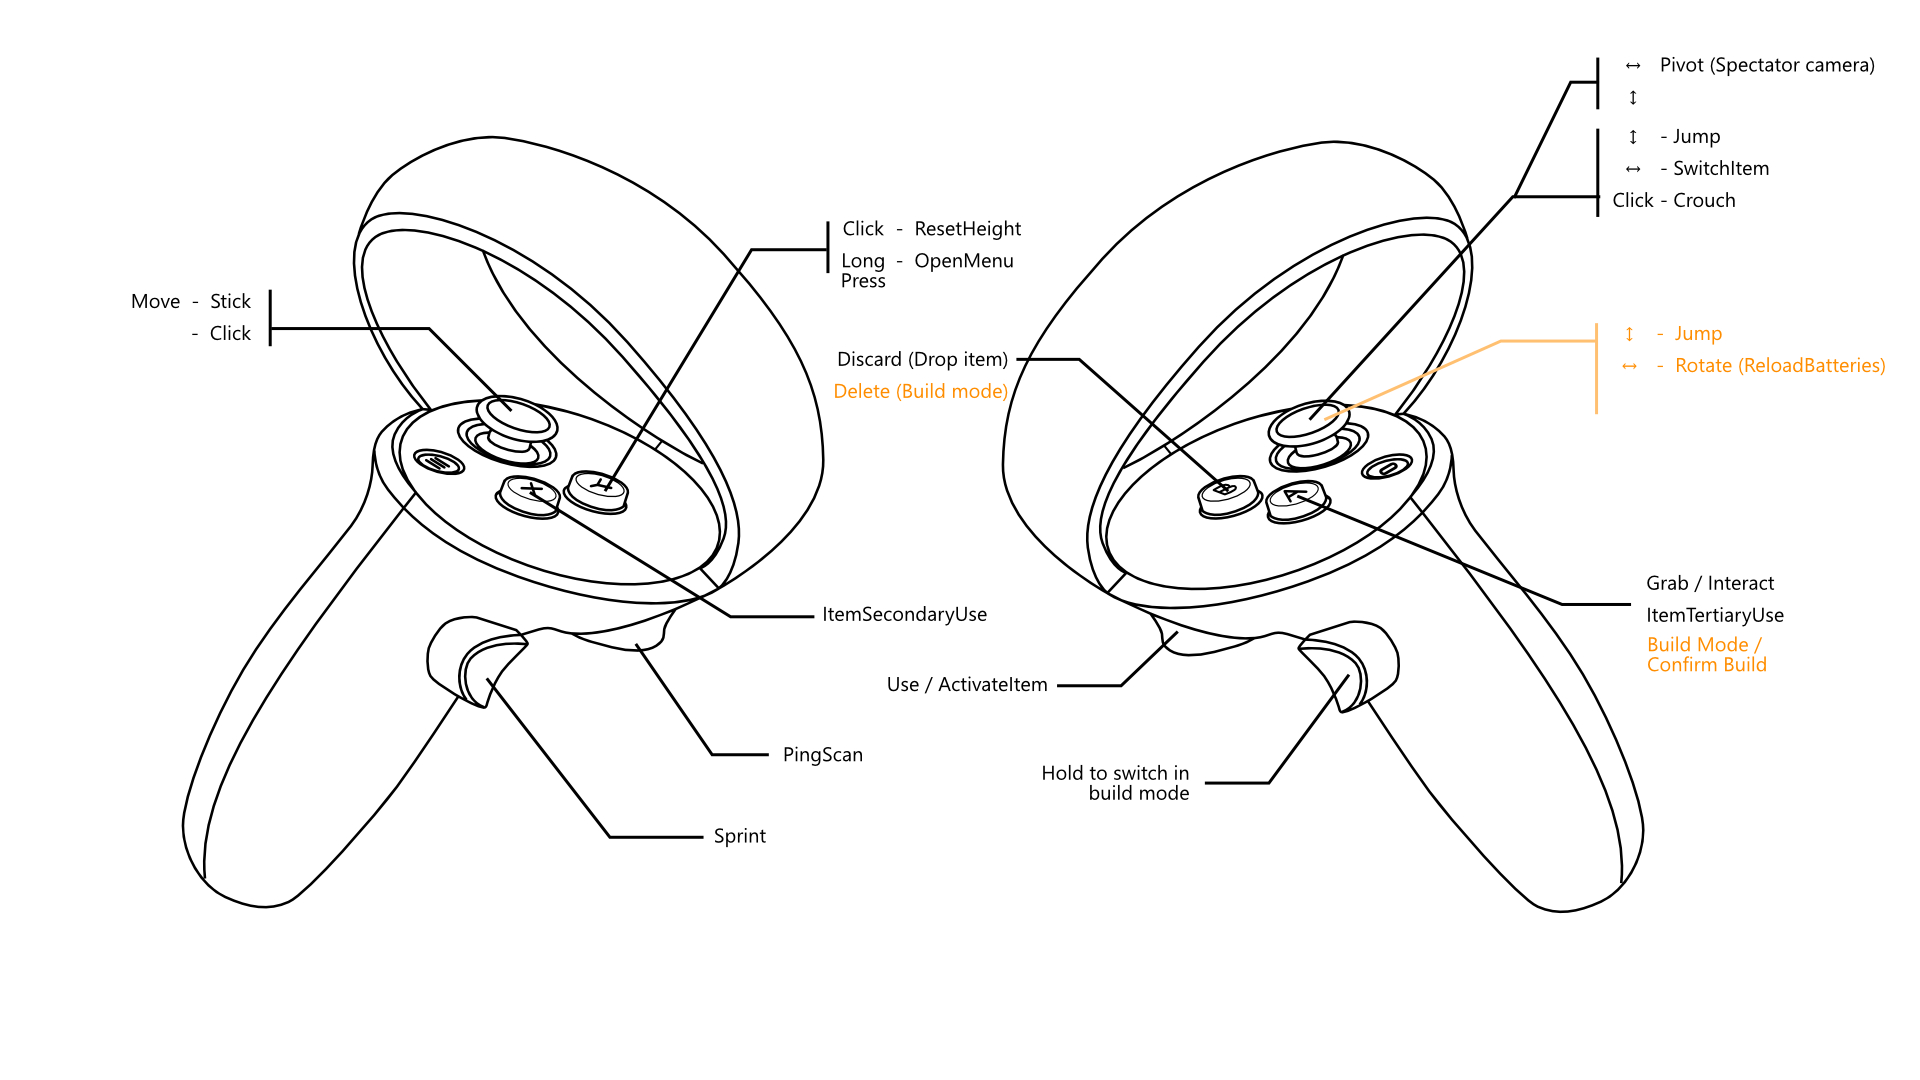 ↔ Pivot (Spectator camera)
↕
↕ - Jump
↔ - SwitchItem
Click - Crouch
Click - ResetHeight
Long - OpenMenu
Press
Move - Stick
- Click
↕ - Jump
↔ - Rotate (ReloadBatteries)
Discard (Drop item)
Delete (Build mode)
X
Y
B
A
Grab / Interact
ItemTertiaryUse
Build Mode /
Confirm Build
ItemSecondaryUse
Use / ActivateItem
PingScan
Hold to switch in
build mode
Sprint